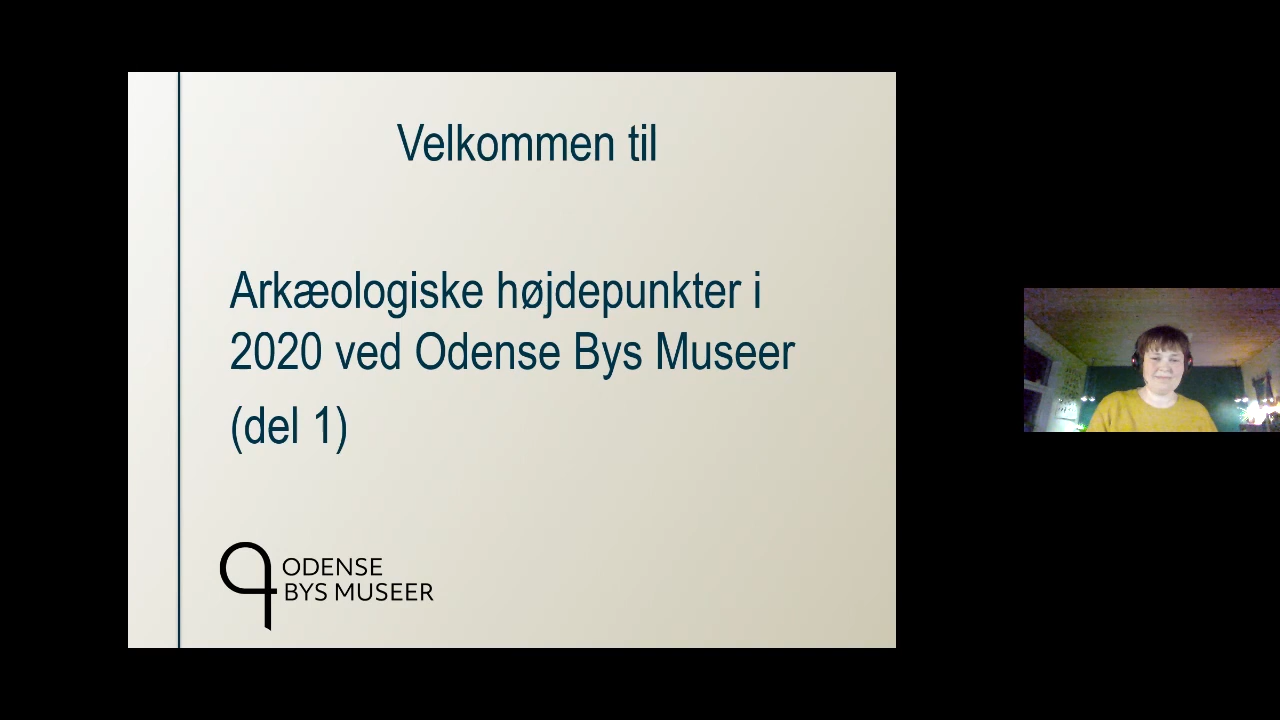 Velkommen til
Arkæologiske højdepunkter i
2020 ved Odense Bys Museer
(del 1)
ODENSE
BYS MUSEER